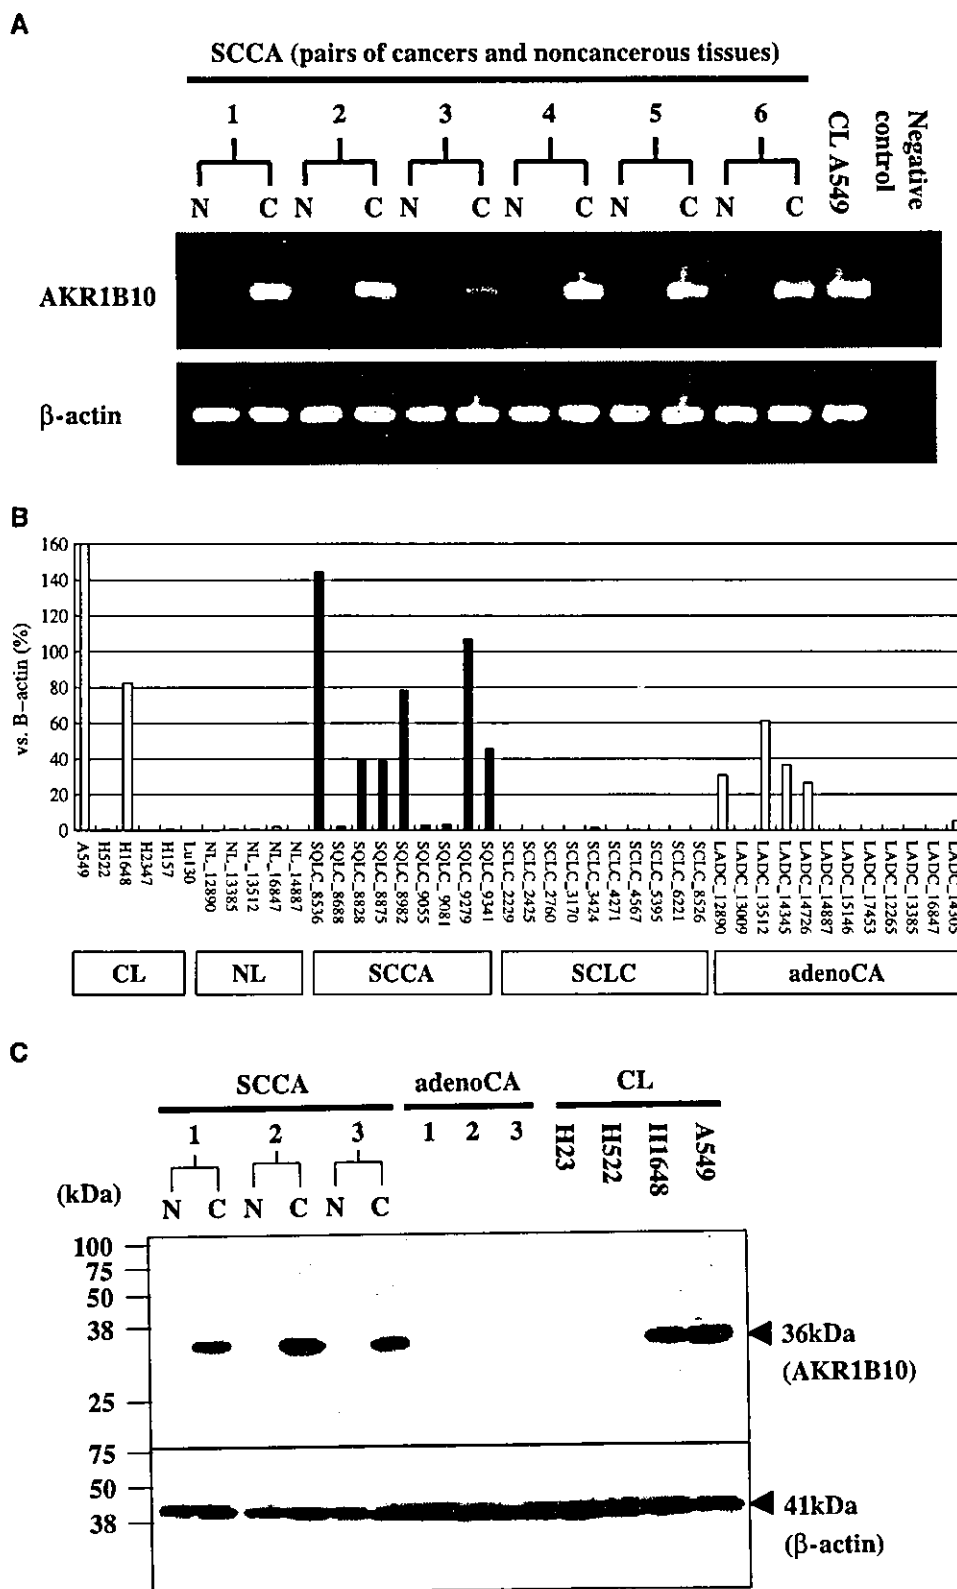 A
SCCA (pairs of cancers and noncancerous tissues)
1 2 3 4 5 6
CL A549
Negative control
N C N C N C N C N C N C
AKR1B10
β-actin
B
vs. B-actin (%)
160
140
120
100
80
60
40
20
0
A549 H522 H1648 H2347 H157 Lu130 NL_12890 NL_13385 NL_13512 NL_16847 NL_14887 SQLC_8536 SQLC_8688 SQLC_8828 SQLC_8875 SQLC_8982 SQLC_9055 SQLC_9081 SQLC_9279 SQLC_9341 SCLC_2229 SCLC_2425 SCLC_2760 SCLC_3170 SCLC_3424 SCLC_4271 SCLC_4567 SCLC_5395 SCLC_6221 SCLC_8526 LADC_12890 LADC_13009 LADC_13512 LADC_14345 LADC_14726 LADC_14887 LADC_15146 LADC_17453 LADC_12265 LADC_13385 LADC_16847 LADC_14305
CL NL SCCA SCLC adenoCA
C
SCCA adenoCA CL
1 2 3 1 2 3 H23 H522 H1648 A549
(kDa) N C N C N C
100
75
50
38
25
36kDa
(AKR1B10)
75
50
38
41kDa
(β-actin)